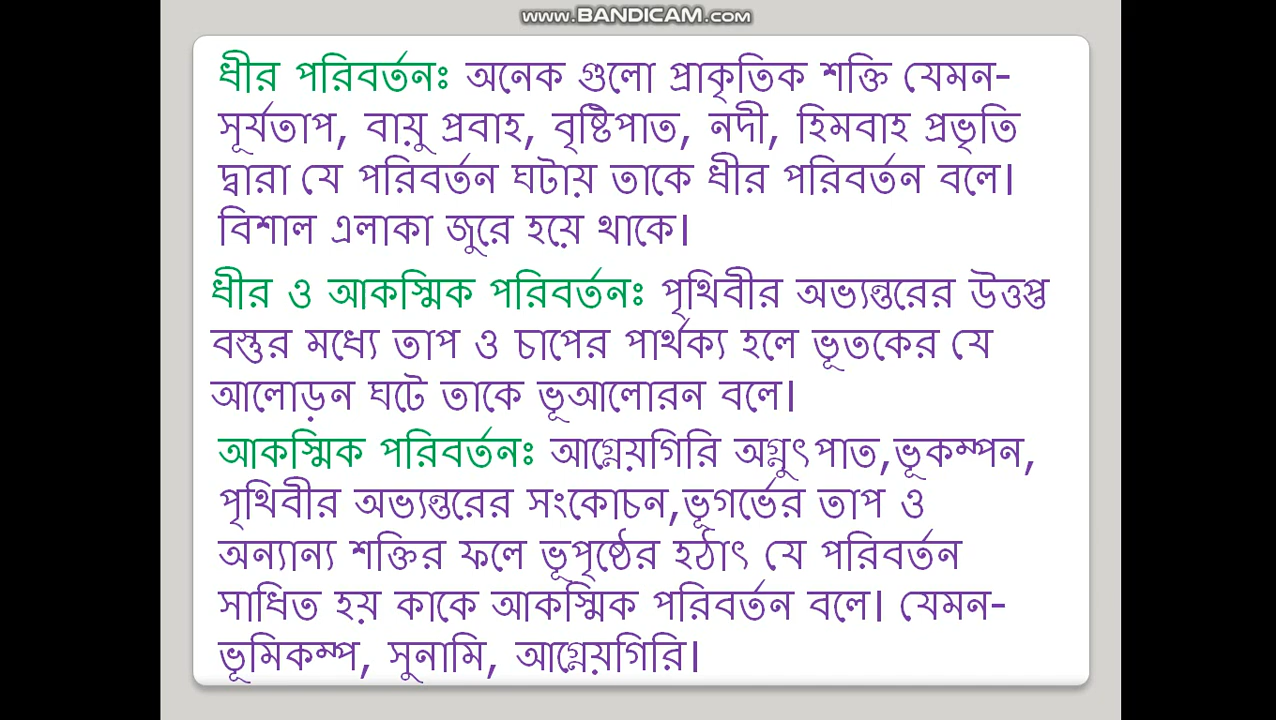 www.BANDICAM.com
ধীর পরিবর্তনঃ অনেক গুলো প্রাকৃতিক শক্তি যেমন-
সূর্যতাপ, বায়ু প্রবাহ, বৃষ্টিপাত, নদী, হিমবাহ প্রভৃতি
দ্বারা যে পরিবর্তন ঘটায় তাকে ধীর পরিবর্তন বলে।
বিশাল এলাকা জুরে হয়ে থাকে।
ধীর ও আকস্মিক পরিবর্তনঃ পৃথিবীর অভ্যন্তরের উত্তপ্ত
বস্তুর মধ্যে তাপ ও চাপের পার্থক্য হলে ভূতকের যে
আলোড়ন ঘটে তাকে ভূআলোরন বলে।
আকস্মিক পরিবর্তনঃ আগ্নেয়গিরি অগ্নুৎপাত,ভূকম্পন,
পৃথিবীর অভ্যন্তরের সংকোচন,ভূগর্ভের তাপ ও
অন্যান্য শক্তির ফলে ভূপৃষ্ঠের হঠাৎ যে পরিবর্তন
সাধিত হয় কাকে আকস্মিক পরিবর্তন বলে। যেমন-
ভূমিকম্প, সুনামি, আগ্নেয়গিরি।